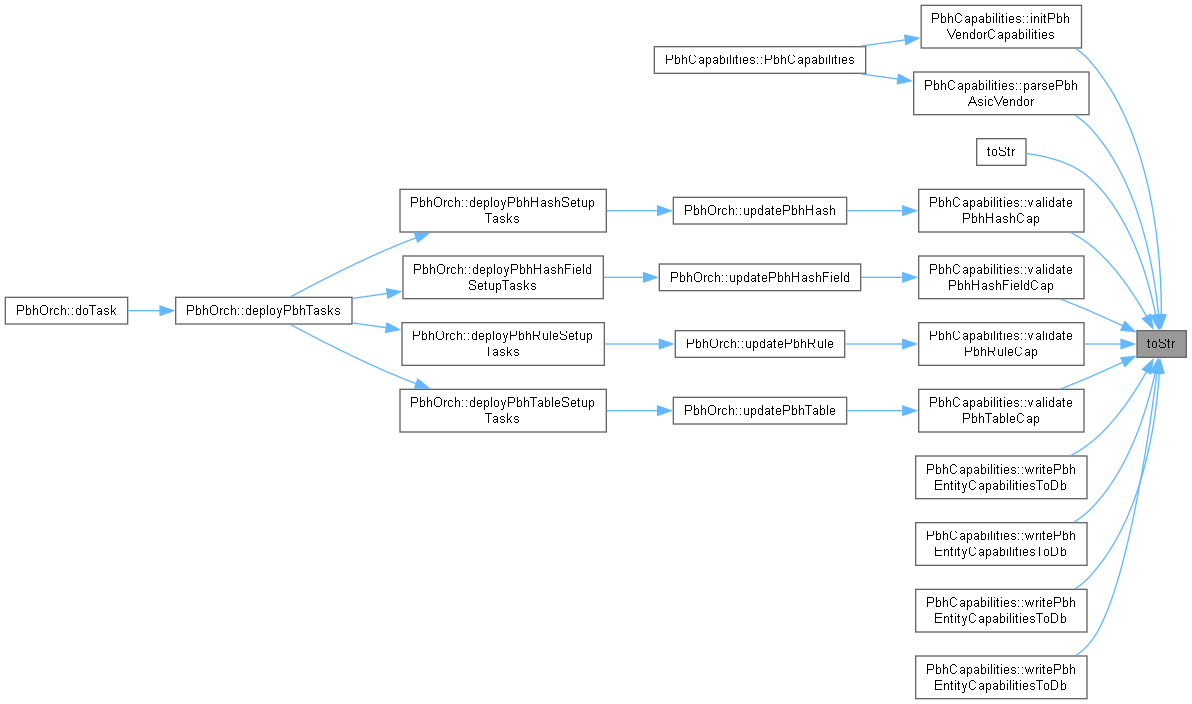 PbhCapabilities::initPbh
VendorCapabilities
PbhCapabilities::PbhCapabilities
PbhCapabilities::parsePbh
AsicVendor
toStr
PbhOrch::deployPbhHashSetup
Tasks
PbhOrch::updatePbhHash
PbhCapabilities::validate
PbhHashCap
PbhOrch::deployPbhHashField
SetupTasks
PbhOrch::updatePbhHashField
PbhCapabilities::validate
PbhHashFieldCap
PbhOrch::doTask
PbhOrch::deployPbhTasks
PbhOrch::deployPbhRuleSetup
Tasks
PbhOrch::updatePbhRule
PbhCapabilities::validate
PbhRuleCap
toStr
PbhOrch::deployPbhTableSetup
Tasks
PbhOrch::updatePbhTable
PbhCapabilities::validate
PbhTableCap
PbhCapabilities::writePbh
EntityCapabilitiesToDb
PbhCapabilities::writePbh
EntityCapabilitiesToDb
PbhCapabilities::writePbh
EntityCapabilitiesToDb
PbhCapabilities::writePbh
EntityCapabilitiesToDb